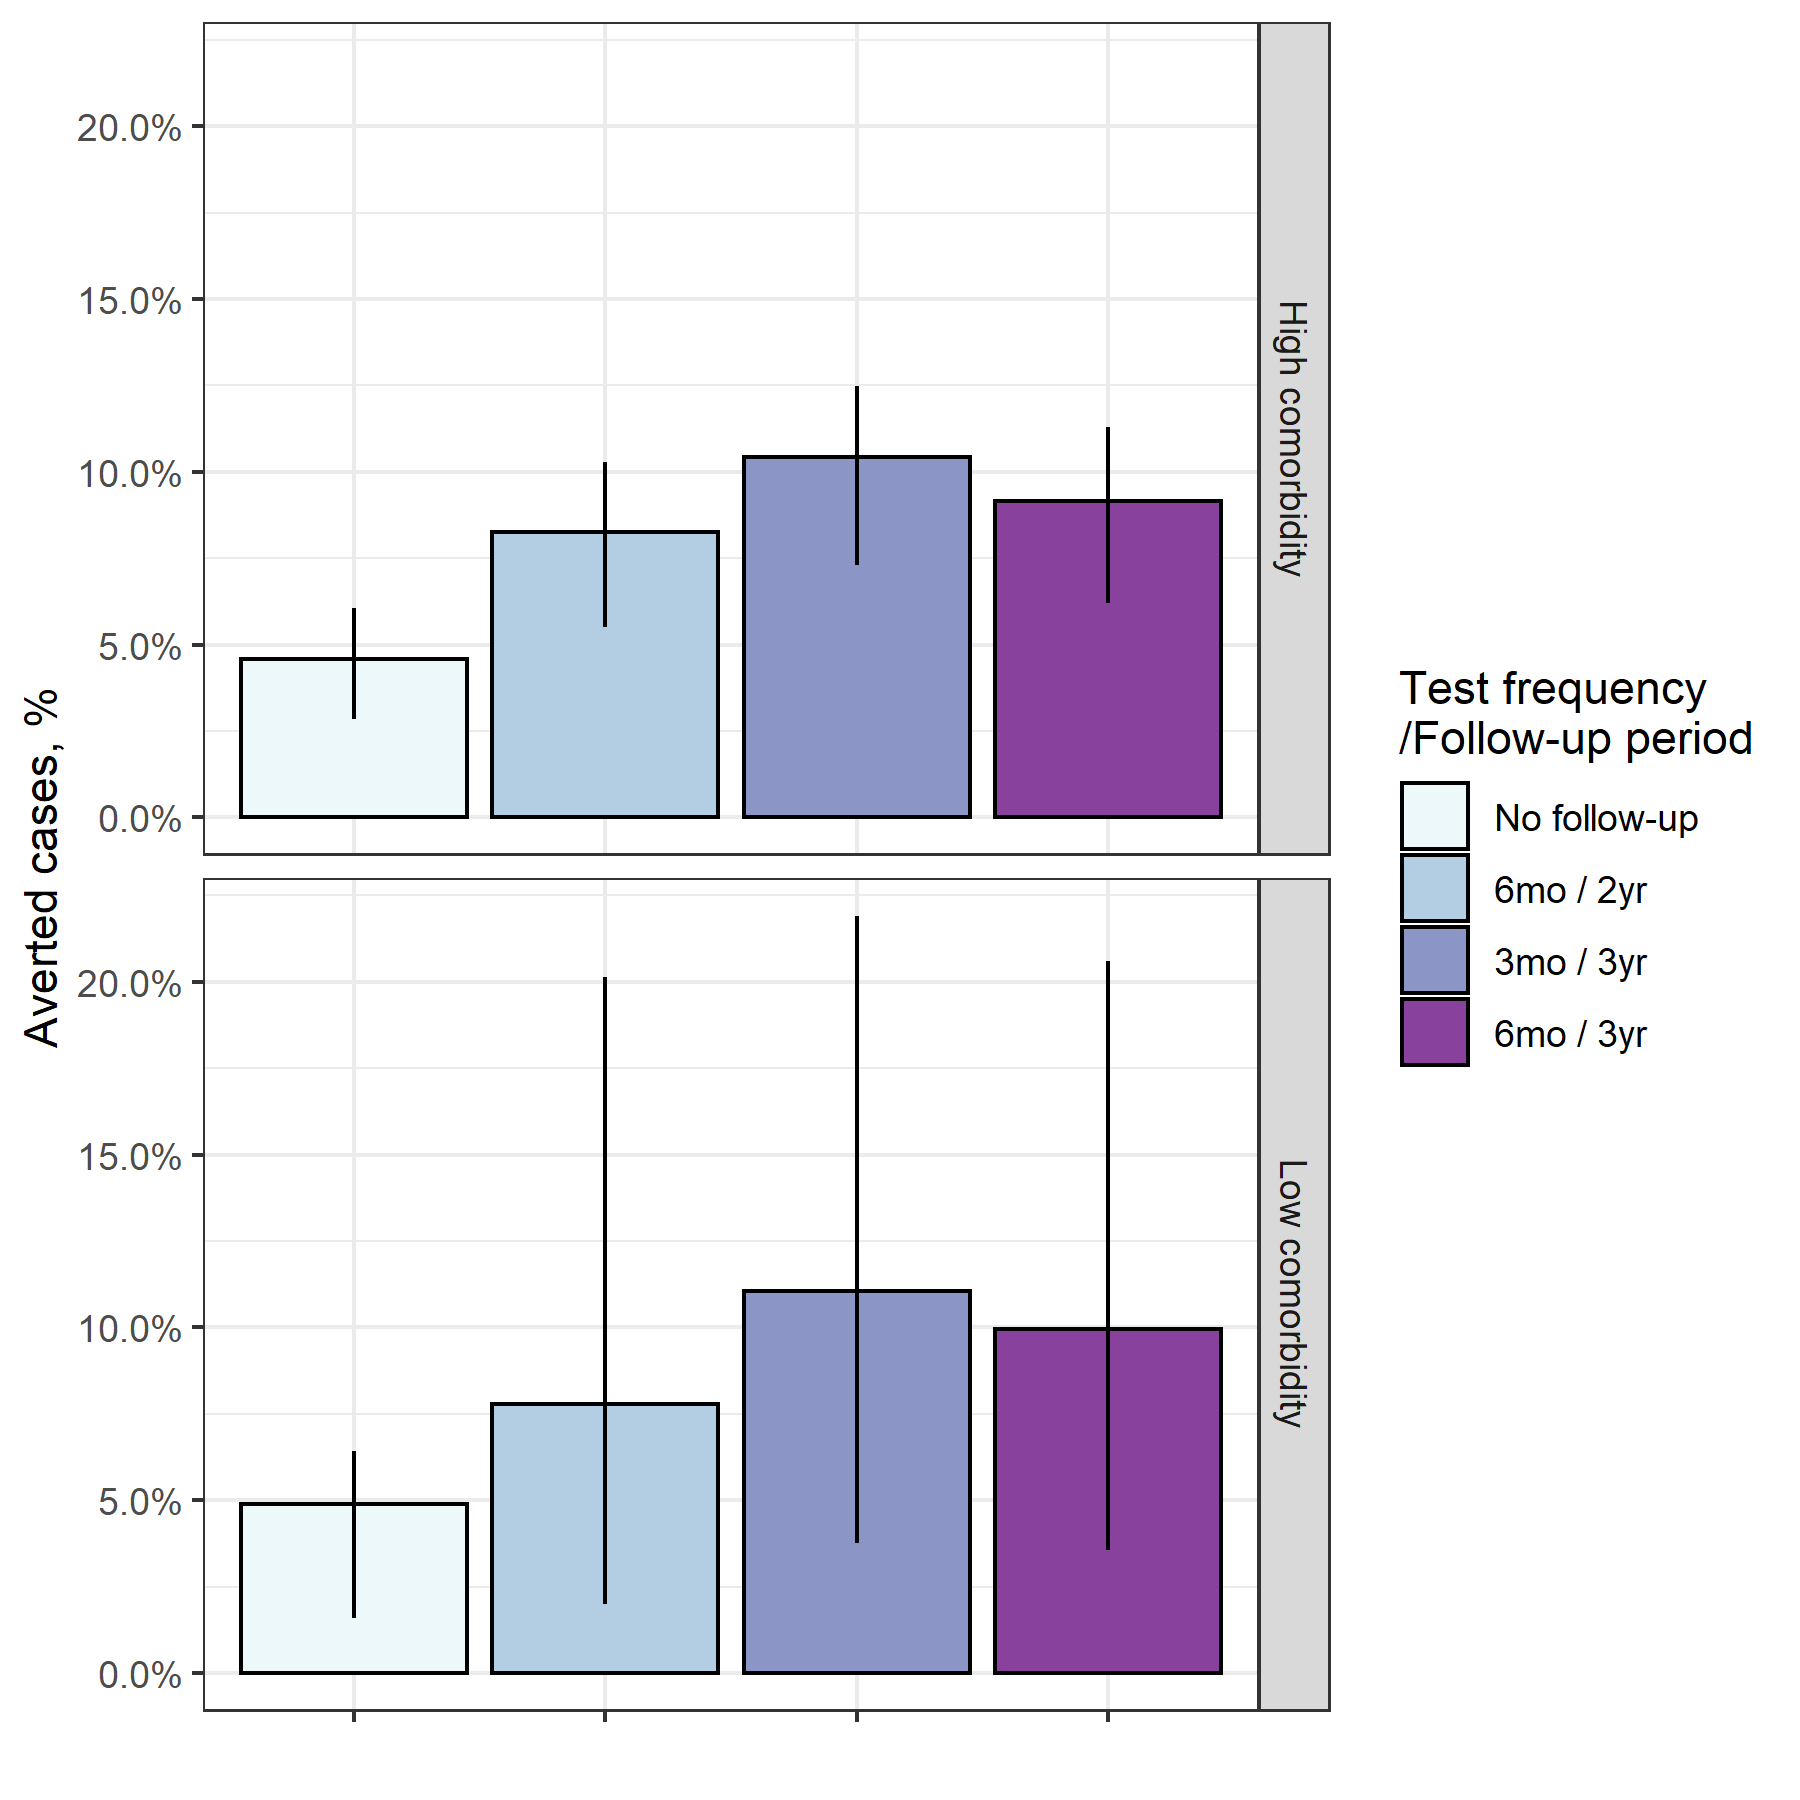 Averted cases, %
20.0%
15.0%
10.0%
5.0%
0.0%
High comorbidity
20.0%
15.0%
10.0%
5.0%
0.0%
Low comorbidity
Test frequency
/Follow-up period
No follow-up
6mo / 2yr
3mo / 3yr
6mo / 3yr